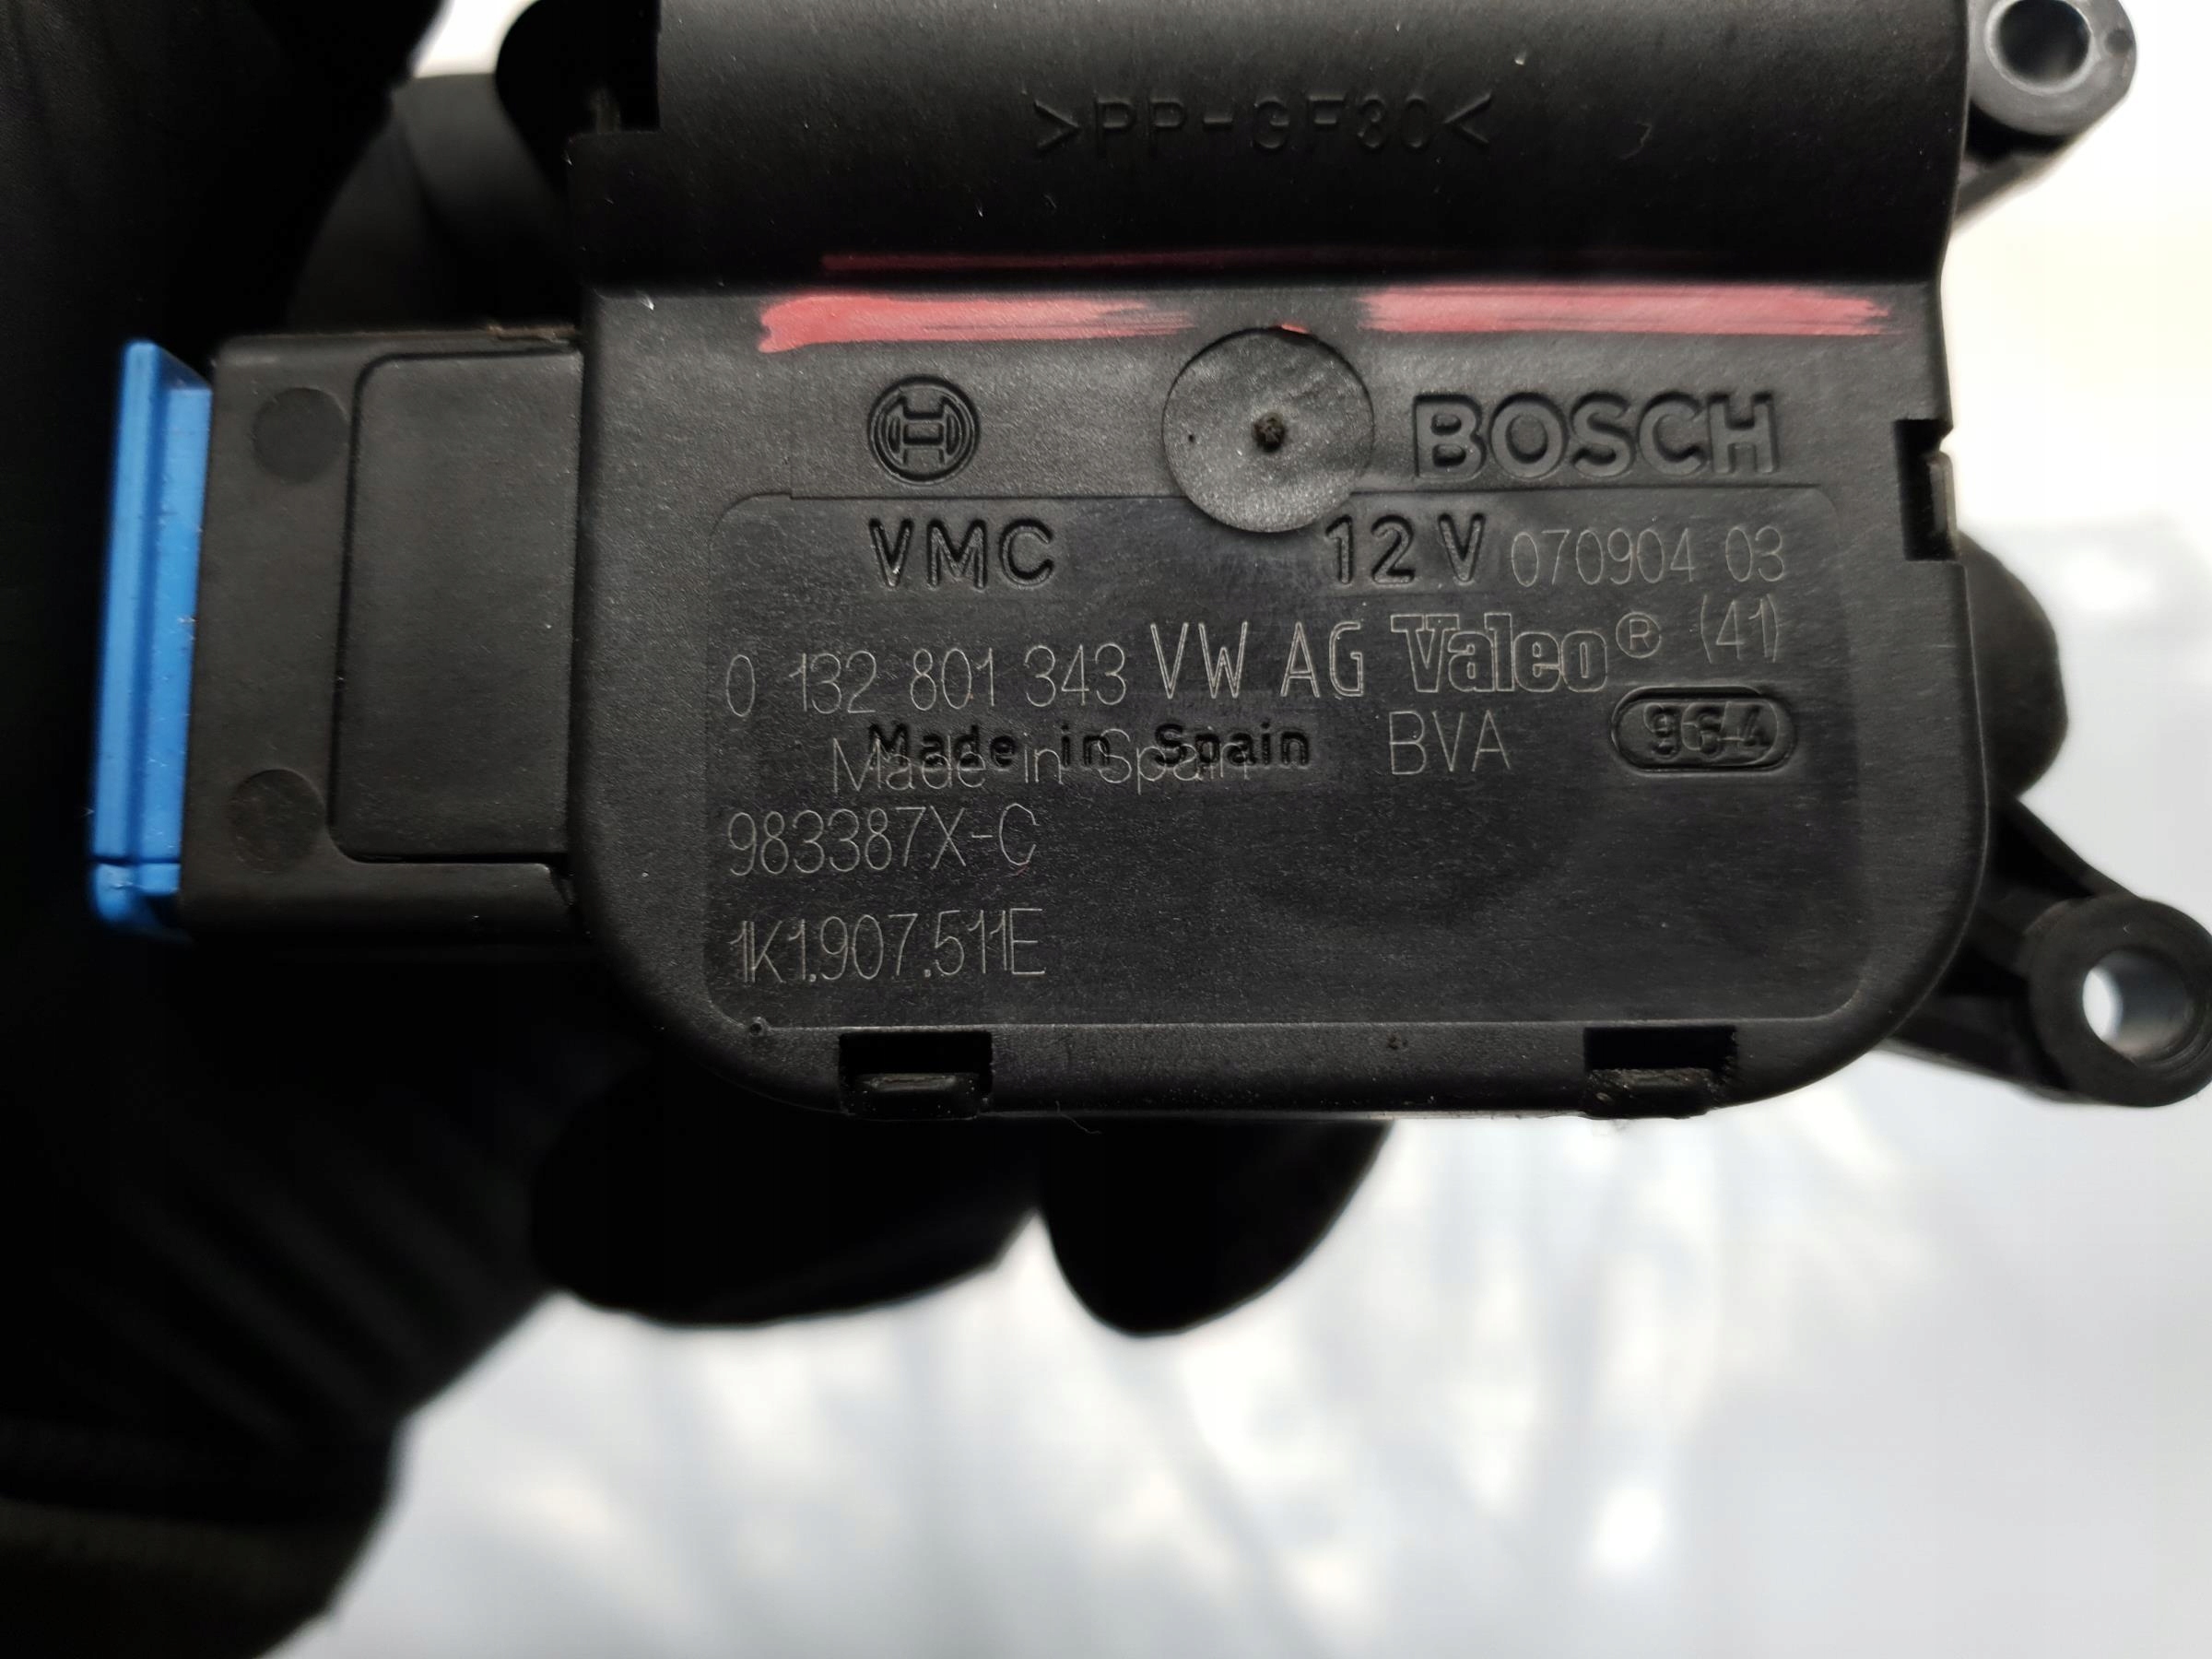 >PP-GF30<
BOSCH
VMC 12 V 070904 03
0 132 801 343 VW AG Valeo® (41)
Made in Spain
Made in Spain BVA 964
983387X-C
1K1.907.511E